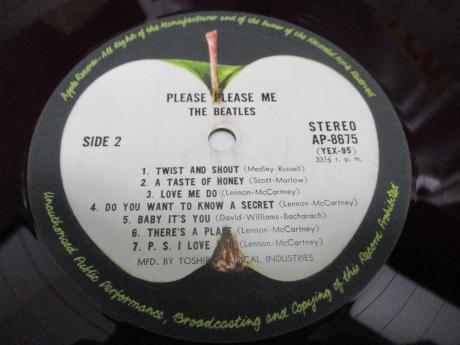 Apple Records - All Rights of the Manufacturer and of the Owner of the Recorded Work Reserved
PLEASE PLEASE ME
THE BEATLES
SIDE 2
STEREO
AP-8675
(YEX-95)
33⅓ r. p. m.
1. TWIST AND SHOUT (Medley-Russell)
2. A TASTE OF HONEY (Scott-Marlow)
3. LOVE ME DO (Lennon-McCartney)
4. DO YOU WANT TO KNOW A SECRET (Lennon-McCartney)
5. BABY IT'S YOU (David-Williams-Bacharach)
6. THERE'S A PLACE (Lennon-McCartney)
7. P. S. I LOVE YOU (Lennon-McCartney)
MFD. BY TOSHIBA MUSICAL INDUSTRIES
Unauthorised Public Performance, Broadcasting and Copying of this Record Prohibited